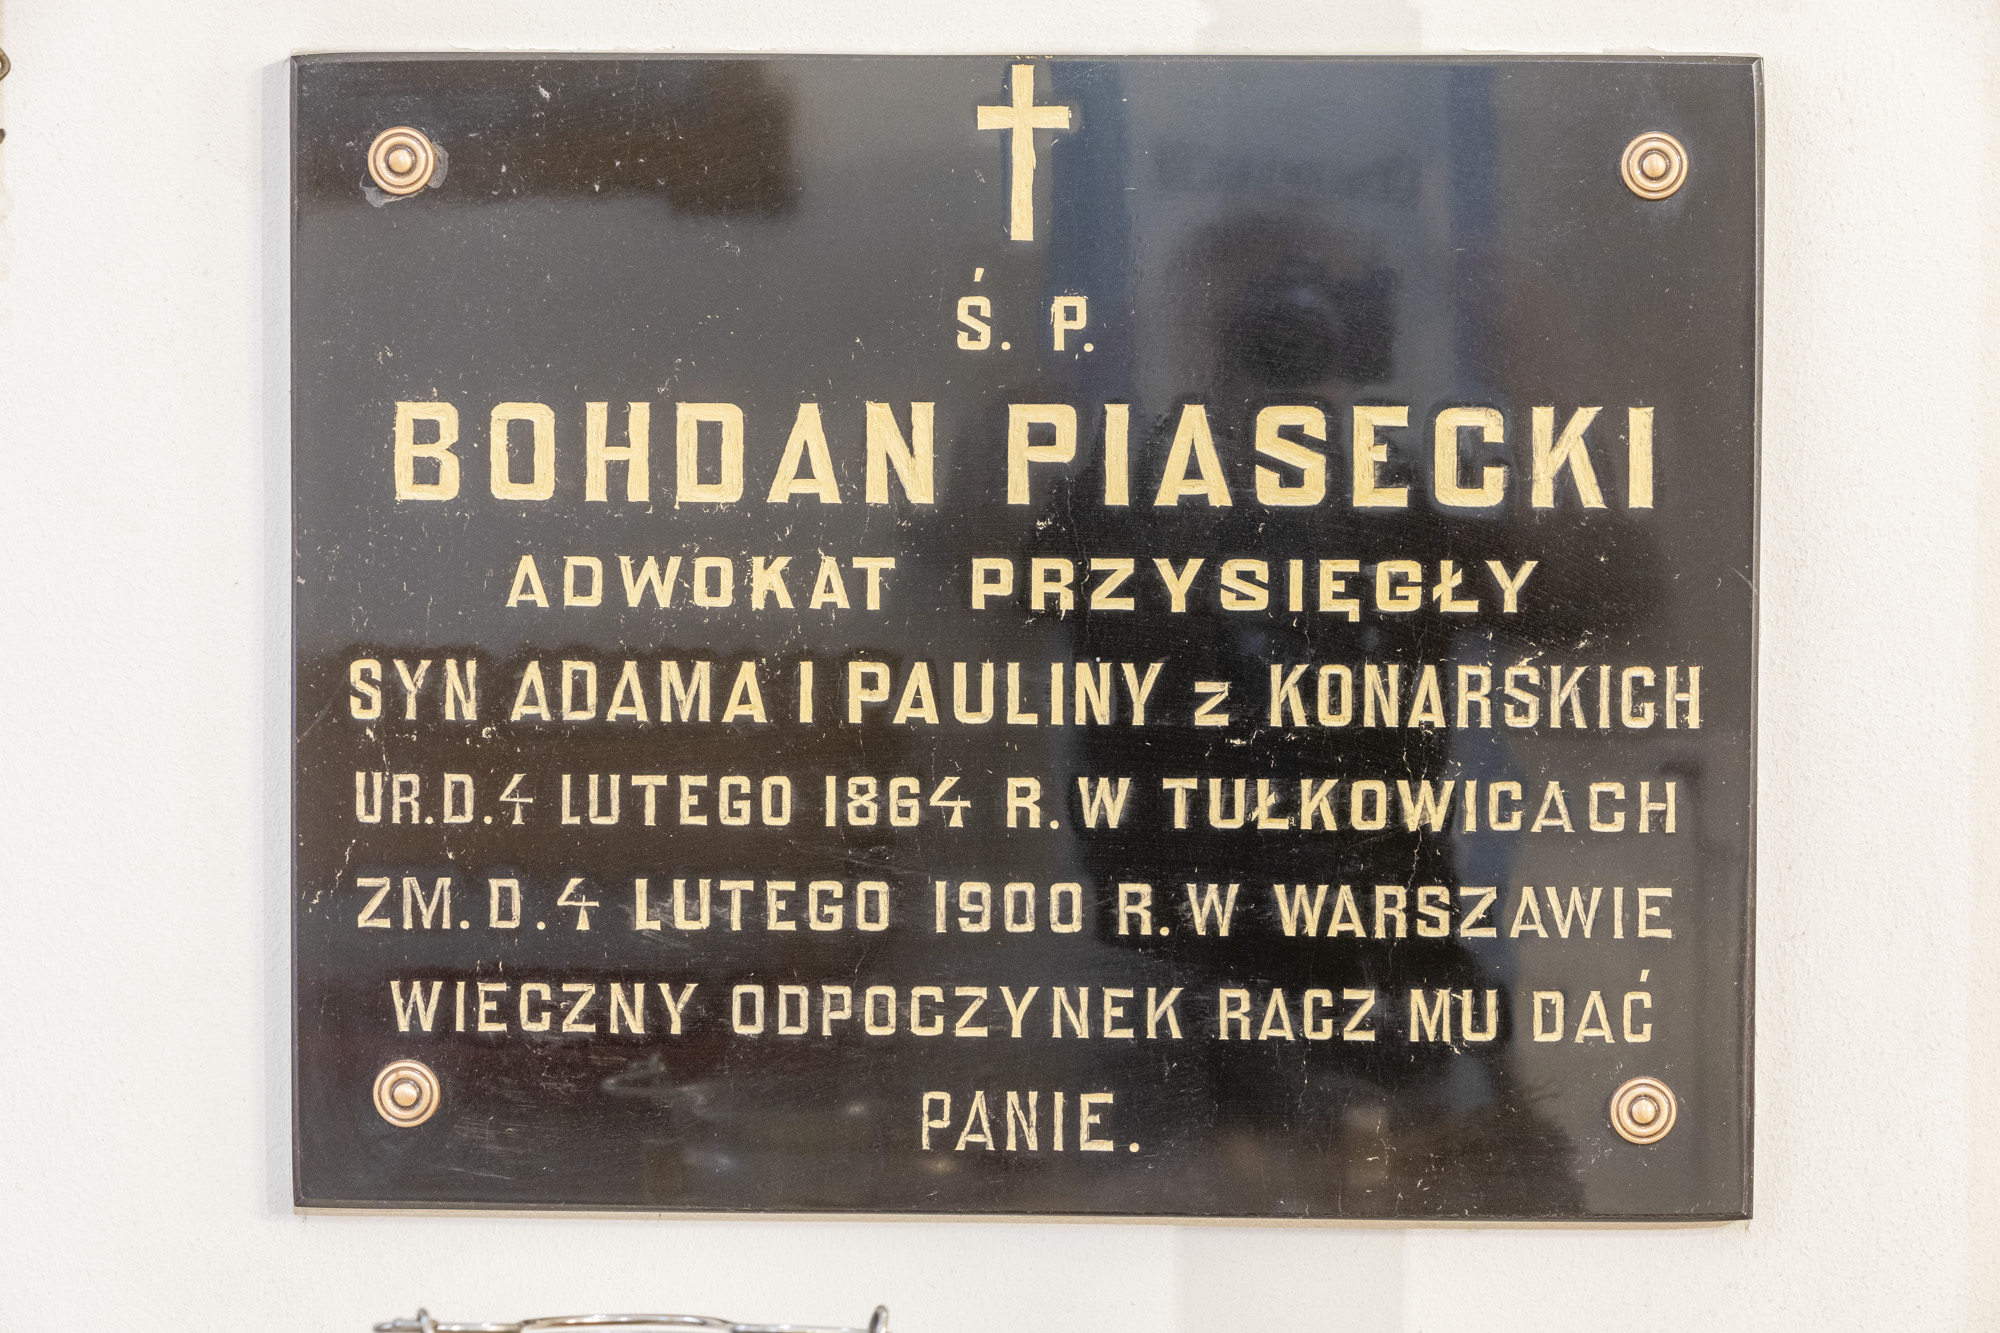 Ś. P.
BOHDAN PIASECKI
ADWOKAT PRZYSIĘGŁY
SYN ADAMA I PAULINY z KONARSKICH
UR. D. 4 LUTEGO 1864 R. W TUŁKOWICACH
ZM. D. 4 LUTEGO 1900 R. W WARSZAWIE
WIECZNY ODPOCZYNEK RACZ MU DAĆ
PANIE.